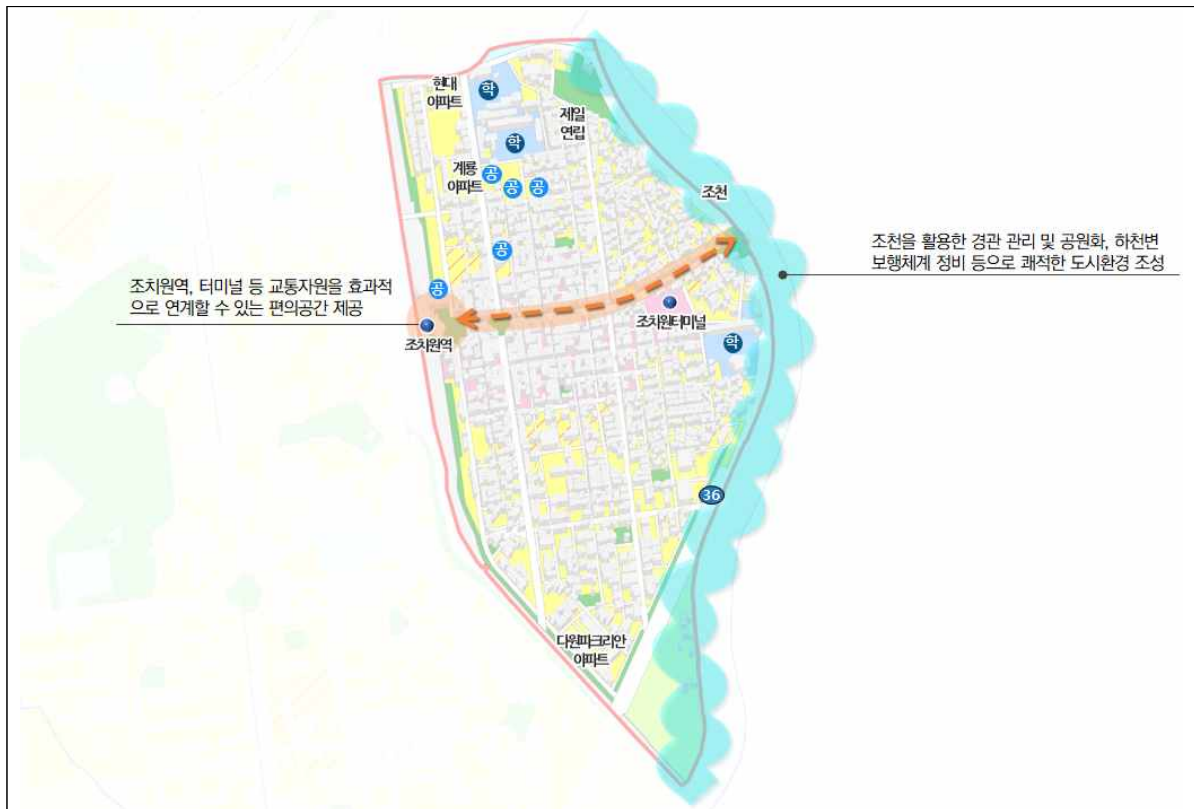 현대
아파트
학
제일
연립
학
계룡
아파트
공
공
공
조천
공
조천을 활용한 경관 관리 및 공원화, 하천변
보행체계 정비 등으로 쾌적한 도시환경 조성
조치원역, 터미널 등 교통자원을 효과적
으로 연계할 수 있는 편의공간 제공
공
조치원터미널
조치원역
학
36
다원파크리안
아파트